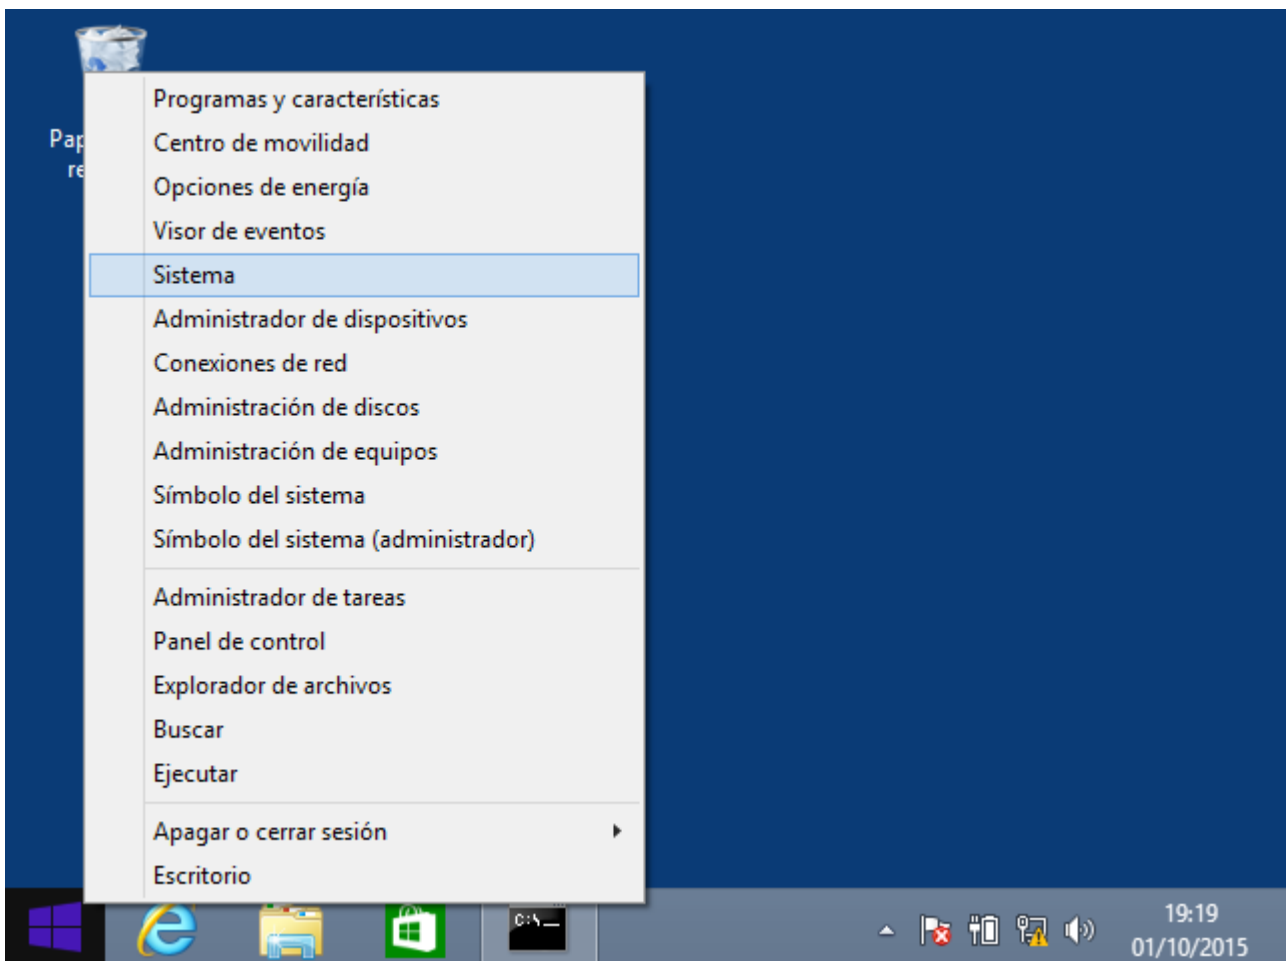 Programas y características
Centro de movilidad
Opciones de energía
Visor de eventos
Sistema
Administrador de dispositivos
Conexiones de red
Administración de discos
Administración de equipos
Símbolo del sistema
Símbolo del sistema (administrador)
Administrador de tareas
Panel de control
Explorador de archivos
Buscar
Ejecutar
Apagar o cerrar sesión
Escritorio
C:\_
19:19
01/10/2015